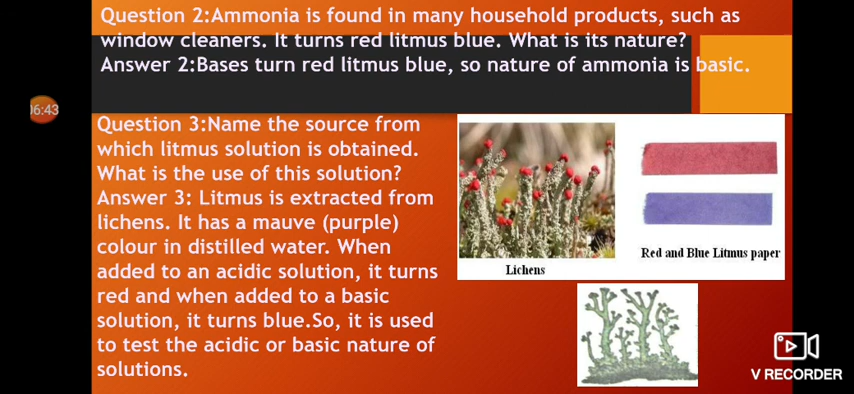 Question 2:Ammonia is found in many household products, such as
window cleaners. It turns red litmus blue. What is its nature?
Answer 2:Bases turn red litmus blue, so nature of ammonia is basic.
06:43
Question 3:Name the source from
which litmus solution is obtained.
What is the use of this solution?
Answer 3: Litmus is extracted from
lichens. It has a mauve (purple)
colour in distilled water. When
added to an acidic solution, it turns
red and when added to a basic
solution, it turns blue.So, it is used
to test the acidic or basic nature of
solutions.
Lichens
Red and Blue Litmus paper
V RECORDER